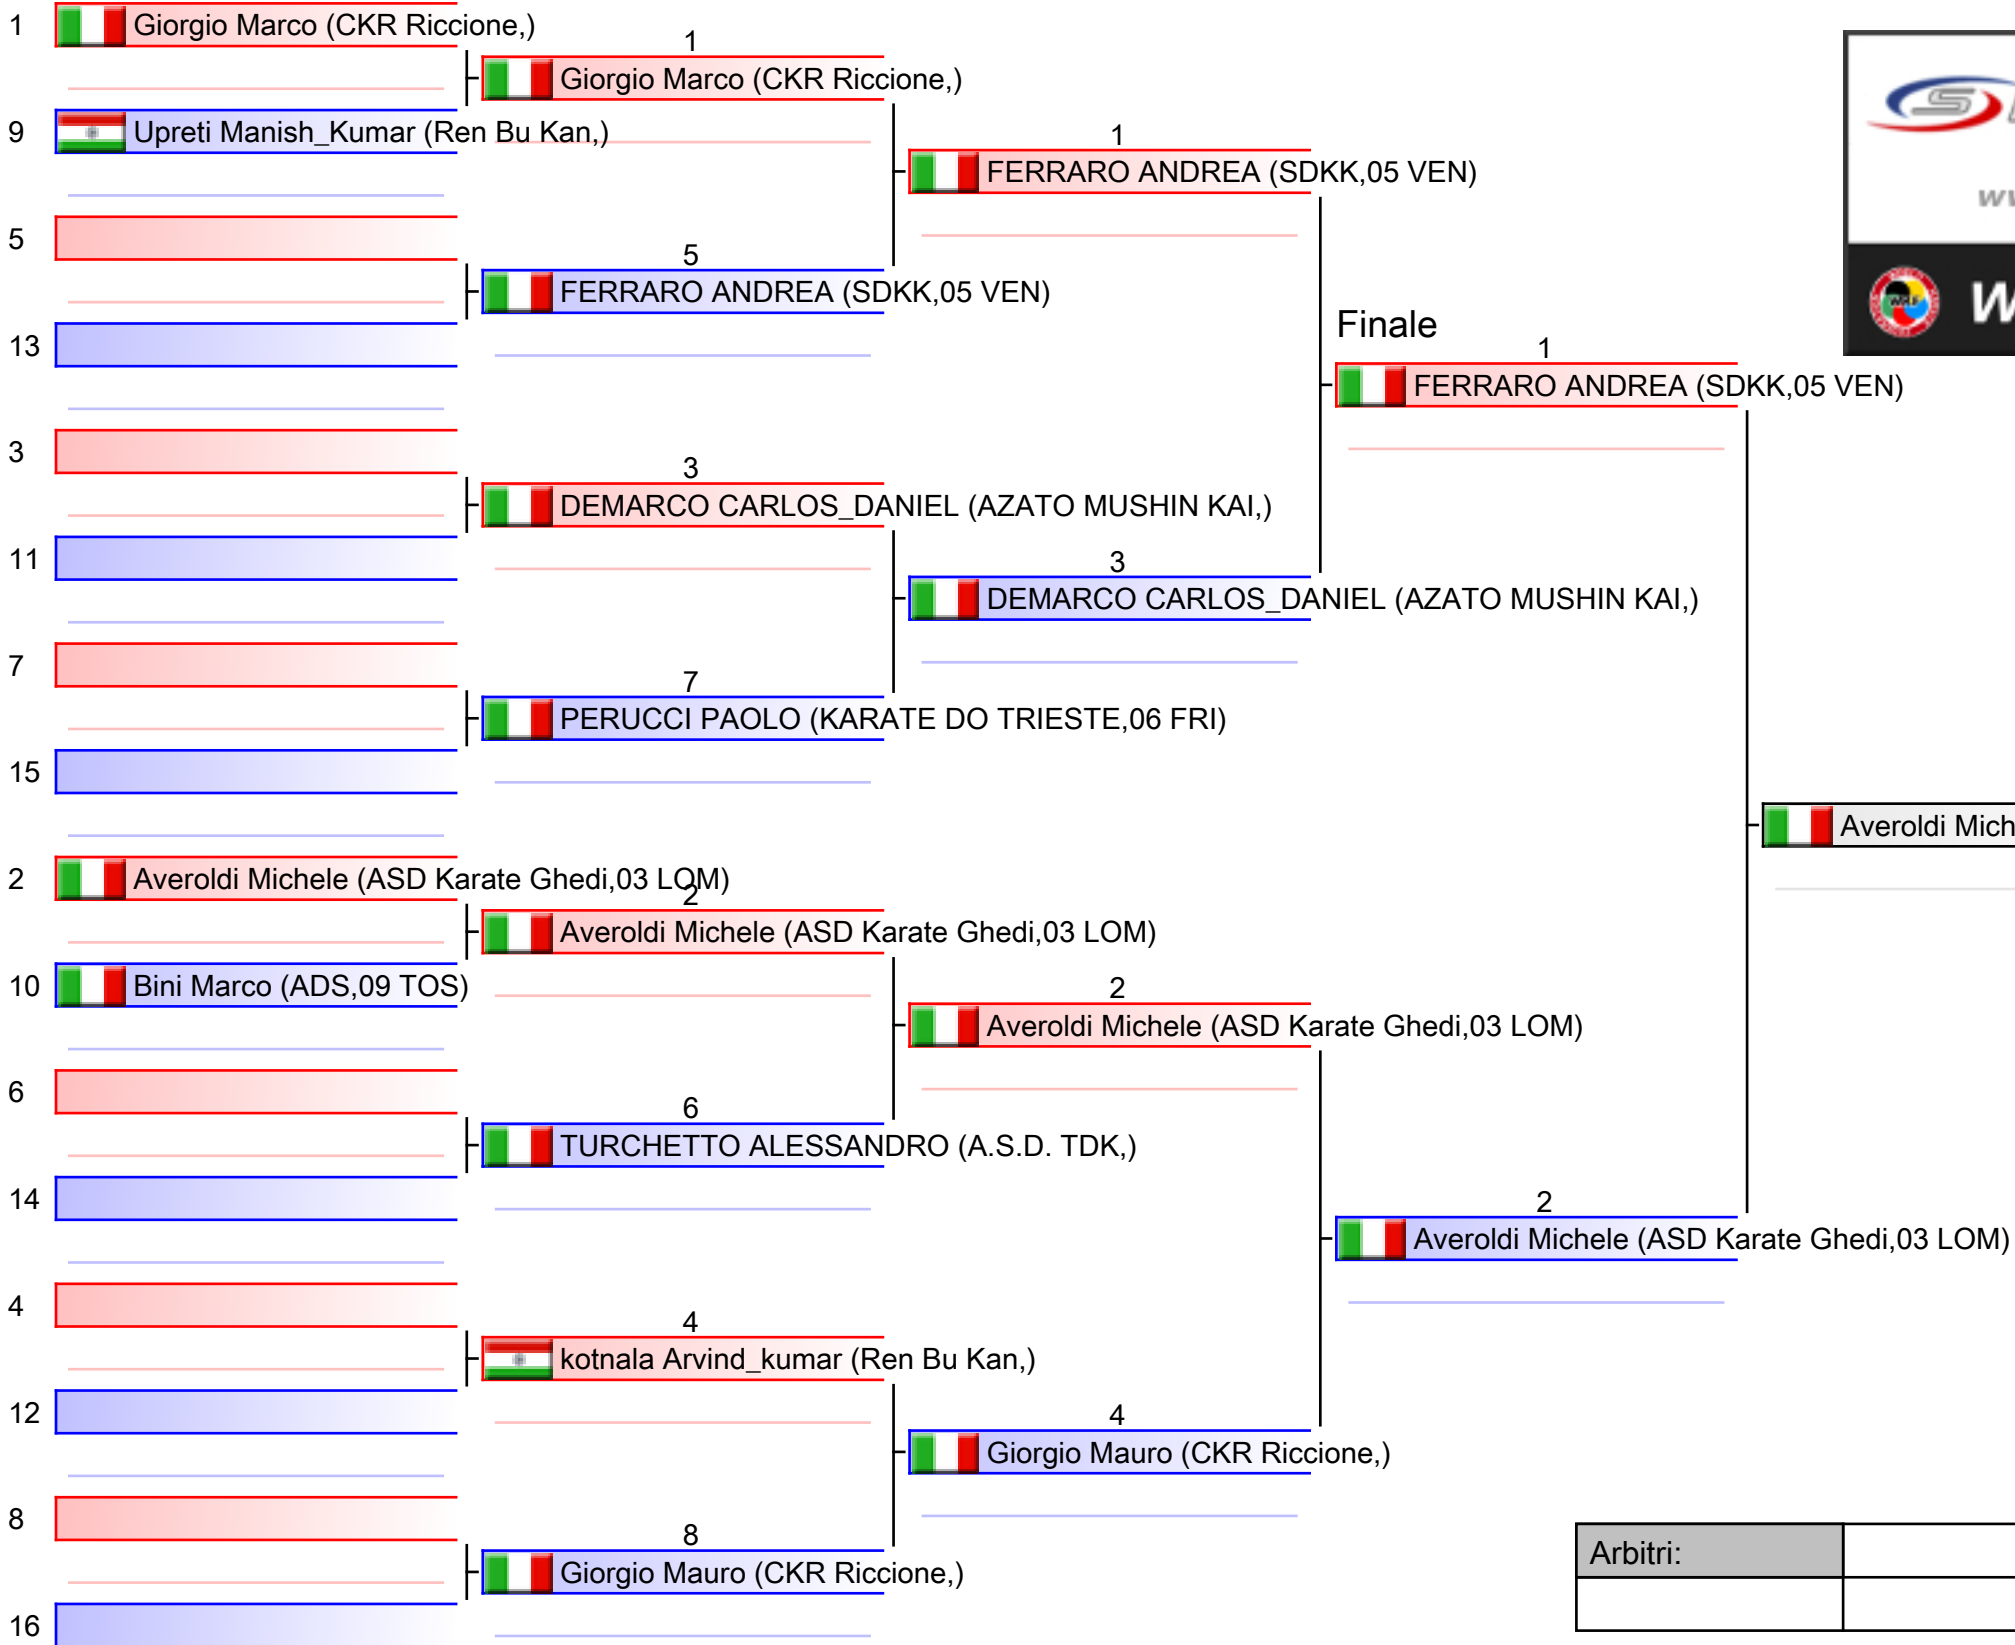 1 Giorgio Marco (CKR Riccione,)
1
Giorgio Marco (CKR Riccione,)
9 Upreti Manish_Kumar (Ren Bu Kan,)
1
FERRARO ANDREA (SDKK,05 VEN)
5
5
FERRARO ANDREA (SDKK,05 VEN)
13
Finale
1
FERRARO ANDREA (SDKK,05 VEN)
3
3
DEMARCO CARLOS_DANIEL (AZATO MUSHIN KAI,)
11
3
DEMARCO CARLOS_DANIEL (AZATO MUSHIN KAI,)
7
7
PERUCCI PAOLO (KARATE DO TRIESTE,06 FRI)
15
Averoldi Mich
2 Averoldi Michele (ASD Karate Ghedi,03 LOM)
2
Averoldi Michele (ASD Karate Ghedi,03 LOM)
10 Bini Marco (ADS,09 TOS)
2
Averoldi Michele (ASD Karate Ghedi,03 LOM)
6
6
TURCHETTO ALESSANDRO (A.S.D. TDK,)
14
2
Averoldi Michele (ASD Karate Ghedi,03 LOM)
4
4
kotnala Arvind_kumar (Ren Bu Kan,)
12
4
Giorgio Mauro (CKR Riccione,)
8
8
Giorgio Mauro (CKR Riccione,)
16
Arbitri: